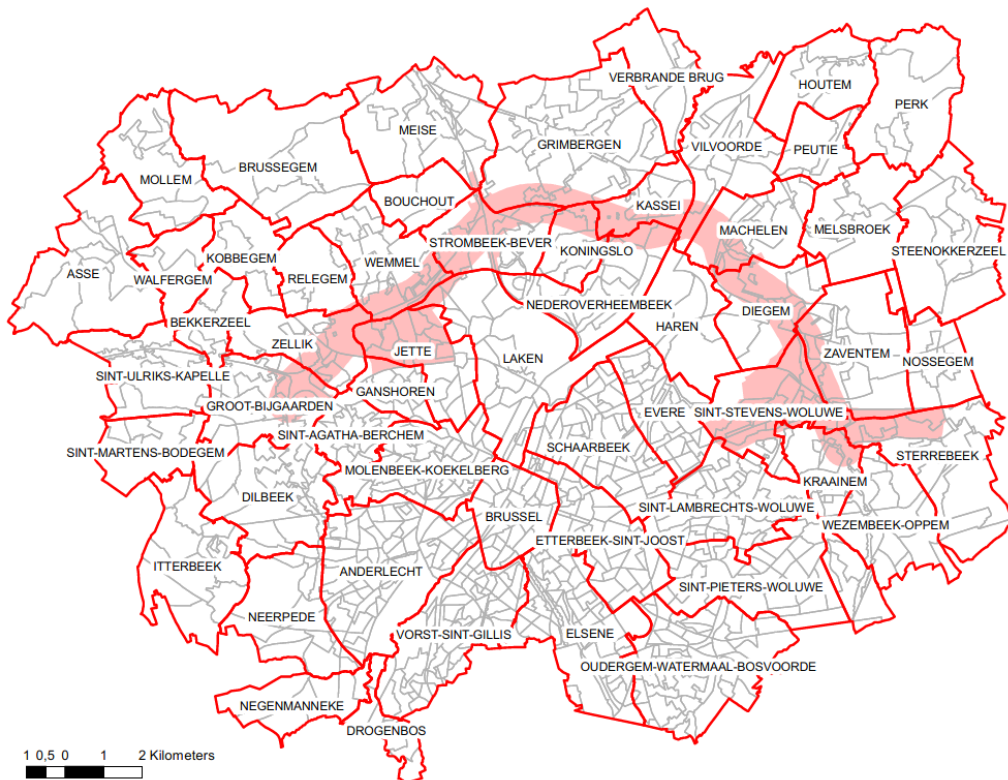 VERBRANDE BRUG
HOUTEM
PERK
MEISE
GRIMBERGEN
VILVOORDE
PEUTIE
BRUSSEGEM
MOLLEM
BOUCHOUT
KASSEI
MACHELEN
MELSBROEK
STROMBEEK-BEVER
KONINGSLO
STEENOKKERZEEL
ASSE
WALFERGEM
KOBBEGEM
RELEGEM
WEMMEL
NEDEROVERHEEMBEEK
DIEGEM
HAREN
BEKKERZEEL
ZELLIK
JETTE
LAKEN
ZAVENTEM
NOSSEGEM
SINT-ULRIKS-KAPELLE
GANSHOREN
GROOT-BIJGAARDEN
EVERE
SINT-STEVENS-WOLUWE
SINT-AGATHA-BERCHEM
SCHAARBEEK
SINT-MARTENS-BODEGEM
STERREBEEK
MOLENBEEK-KOEKELBERG
KRAAINEM
DILBEEK
SINT-LAMBRECHTS-WOLUWE
BRUSSEL
WEZEMBEEK-OPPEM
ETTERBEEK-SINT-JOOST
ITTERBEEK
ANDERLECHT
SINT-PIETERS-WOLUWE
NEERPEDE
VORST-SINT-GILLIS
ELSENE
OUDERGEM-WATERMAAL-BOSVOORDE
NEGENMANNEKE
DROGENBOS
1 0,5 0 1 2 Kilometers